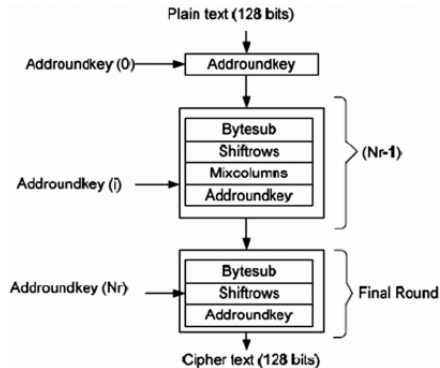 Plain text (128 bits)
Addroundkey (0)
Addroundkey
Bytesub
Shiftrows
Mixcolumns
Addroundkey
Addroundkey (i)
(Nr-1)
Bytesub
Shiftrows
Addroundkey
Addroundkey (Nr)
Final Round
Cipher text (128 bits)